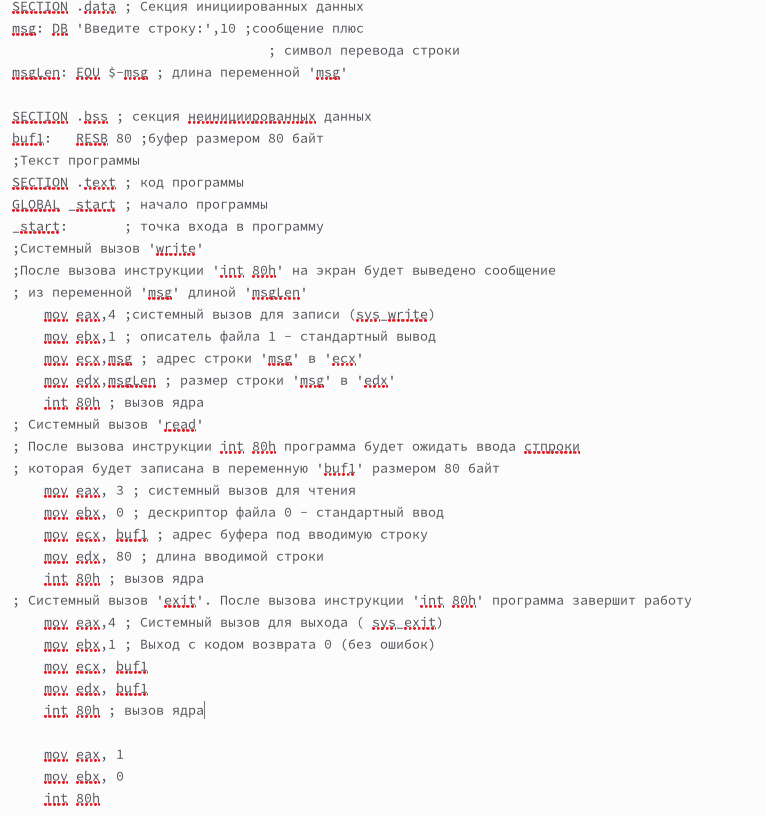 SECTION .data ; Секция инициированных данных
msg: DB 'Введите строку:',10 ;сообщение плюс
; символ перевода строки
msgLen: EQU $-msg ; длина переменной 'msg'
SECTION .bss ; секция неинициированных данных
buf1: RESB 80 ;буфер размером 80 байт
;Текст программы
SECTION .text ; код программы
GLOBAL _start ; начало программы
_start: ; точка входа в программу
;Системный вызов 'write'
;После вызова инструкции 'int 80h' на экран будет выведено сообщение
; из переменной 'msg' длиной 'msgLen'
mov eax,4 ;системный вызов для записи (sys_write)
mov ebx,1 ; описатель файла 1 - стандартный вывод
mov ecx,msg ; адрес строки 'msg' в 'ecx'
mov edx,msgLen ; размер строки 'msg' в 'edx'
int 80h ; вызов ядра
; Системный вызов 'read'
; После вызова инструкции int 80h программа будет ожидать ввода стпроки
; которая будет записана в переменную 'buf1' размером 80 байт
mov eax, 3 ; системный вызов для чтения
mov ebx, 0 ; дескриптор файла 0 - стандартный ввод
mov ecx, buf1 ; адрес буфера под вводимую строку
mov edx, 80 ; длина вводимой строки
int 80h ; вызов ядра
; Системный вызов 'exit'. После вызова инструкции 'int 80h' программа завершит работу
mov eax,4 ; Системный вызов для выхода ( sys_exit)
mov ebx,1 ; Выход с кодом возврата 0 (без ошибок)
mov ecx, buf1
mov edx, buf1
int 80h ; вызов ядра
mov eax, 1
mov ebx, 0
int 80h